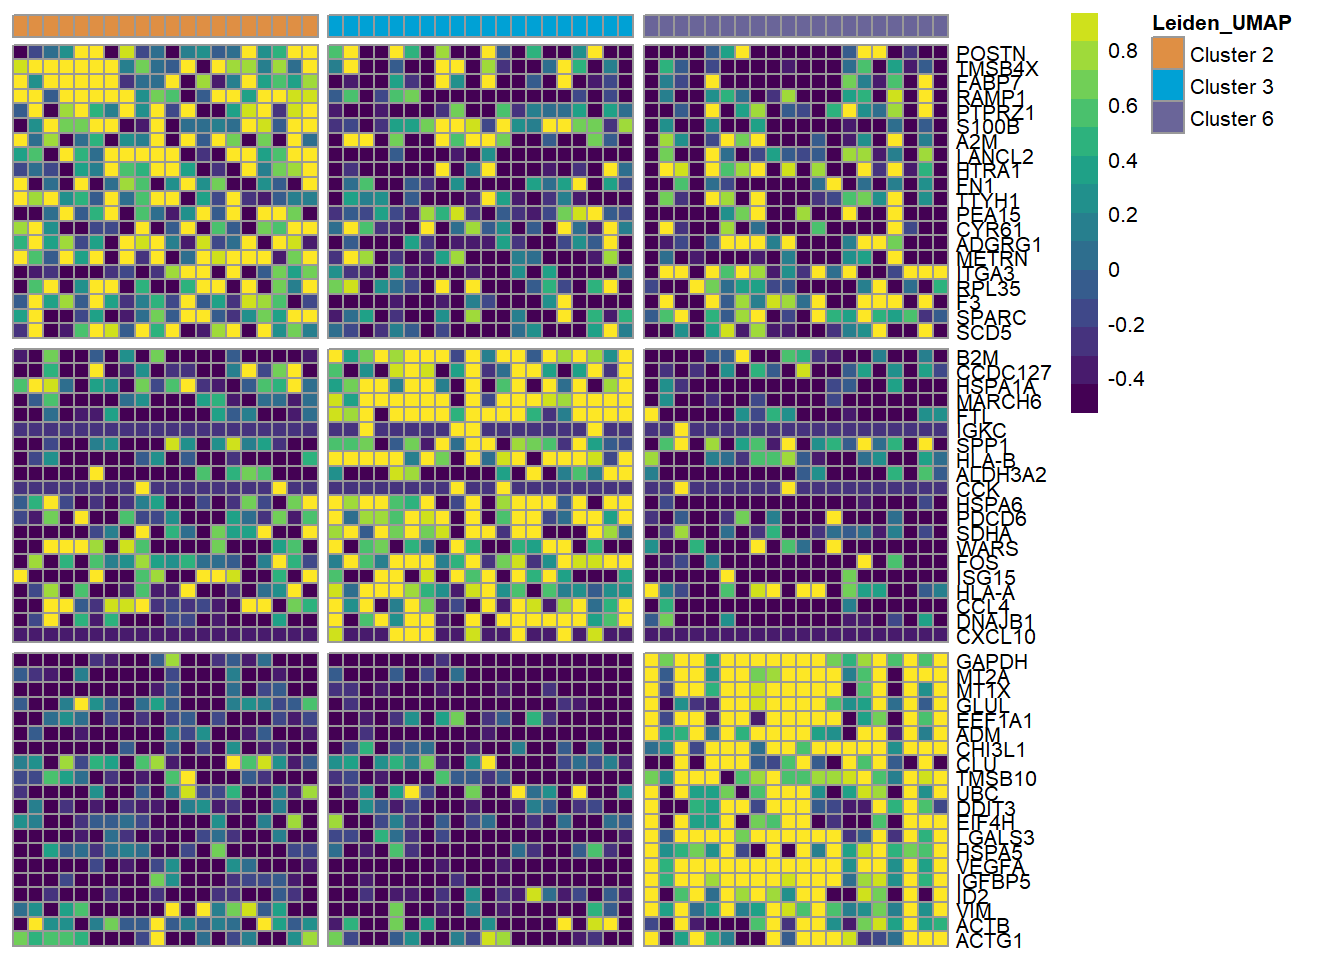 Leiden_UMAP
Cluster 2
Cluster 3
Cluster 6
0.8
0.6
0.4
0.2
0
-0.2
-0.4
POSTN
TMSB4X
FABP7
RAMP1
PTPRZ1
S100B
A2M
LANCL2
HTRA1
FN1
TTYH1
PEA15
CYR61
ADGRG1
METRN
ITGA3
RPL35
F3
SPARC
SCD5
B2M
CCDC127
HSPA1A
MARCH6
FTL
IGKC
SPP1
HLA-B
ALDH3A2
CCK
HSPA6
PDCD6
SDHA
WARS
FOS
ISG15
HLA-A
CCL4
DNAJB1
CXCL10
GAPDH
MT2A
MT1X
GLUL
EEF1A1
ADM
CHI3L1
CLU
TMSB10
UBC
DDIT3
EIF4H
LGALS3
HSPA5
VEGFA
IGFBP5
ID2
VIM
ACTB
ACTG1